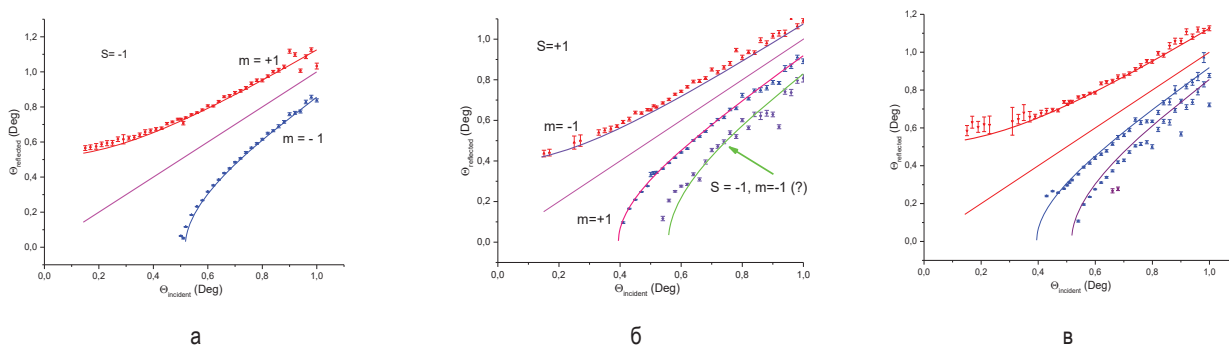 1,2
1,0
0,8
0,6
0,4
0,2
0,0
Θreflected (Deg)
S= -1
m = +1
m = - 1
0,0 0,2 0,4 0,6 0,8 1,0
Θincident (Deg)
а
1,0
0,8
0,6
0,4
0,2
0,0
Θreflected (Deg)
S=+1
m= -1
S = -1, m=-1 (?)
m=+1
0,0 0,2 0,4 0,6 0,8 1,0
Θincident (Deg)
б
1,2
1,0
0,8
0,6
0,4
0,2
0,0
Θreflected (Deg)
0,0 0,2 0,4 0,6 0,8 1,0
Θincident (Deg)
в